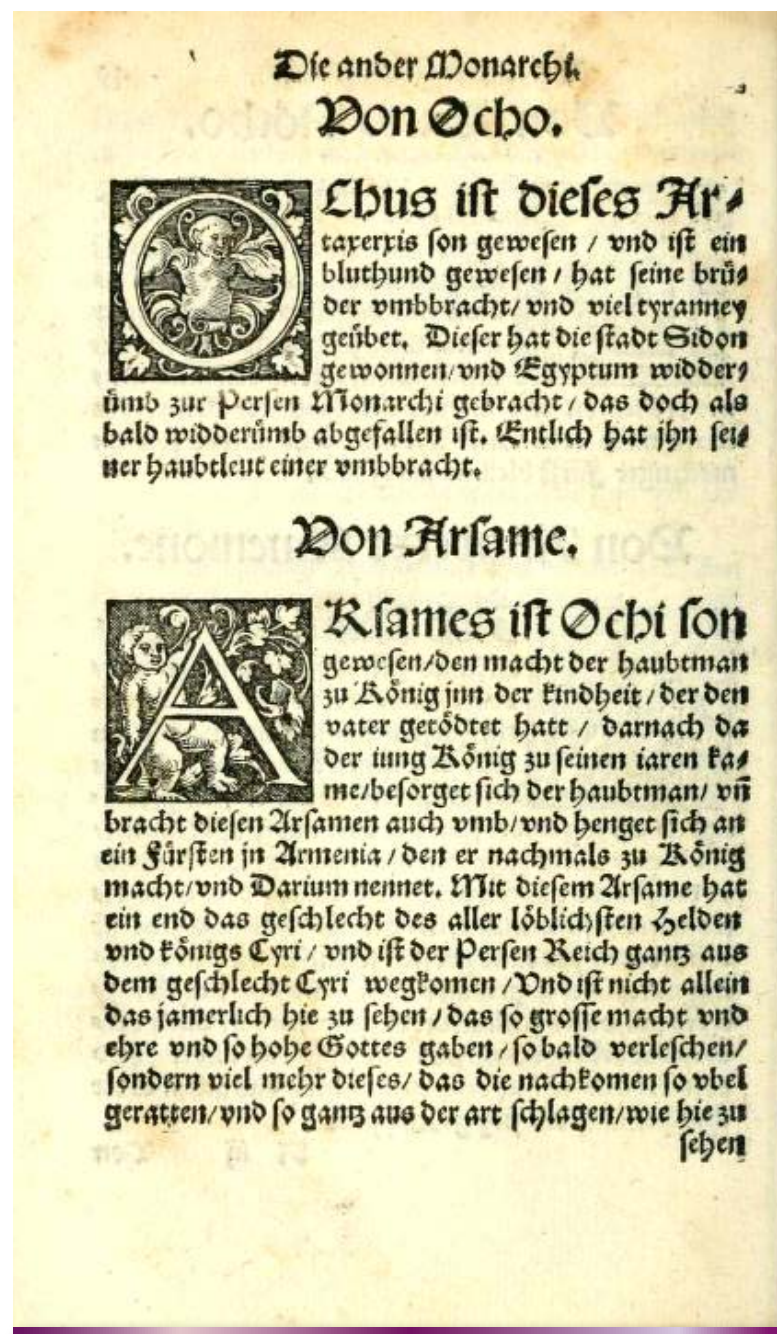 Die ander Monarchi.
Von Ocho.
OChus ist dieses Ar⸗
taxerxis son gewesen / vnd ist ein
bluthund gewesen / hat seine brü⸗
der vmbbracht / vnd viel tyranney
geübet. Dieser hat die stadt Sidon
gewonnen / vnd Egyptum widder⸗
ümb zur Persen Monarchi gebracht / das doch als
bald widderümb abgefallen ist. Entlich hat jhn sei⸗
ner haubtleut einer vmbbracht.
Von Arsame.
ARsames ist Ochi son
gewesen / den macht der haubtman
zu König jnn der kindheit / der den
vater getödtet hatt / darnach da
der iung König zu seinen iaren ka⸗
me / besorget sich der haubtman / vn̄
bracht diesen Arsamen auch vmb / vnd henget sich an
ein Fürsten jn Armenia / den er nachmals zu König
macht / vnd Darium nennet. Mit diesem Arsame hat
ein end das geschlecht des aller löblichsten Helden
vnd königs Cyri / vnd ist der Persen Reich gantz aus
dem geschlecht Cyri wegkomen / Vnd ist nicht allein
das jamerlich hie zu sehen / das so grosse macht vnd
ehre vnd so hohe Gottes gaben / so bald verleschen /
sondern viel mehr dieses / das die nachkomen so vbel
geratten / vnd so gantz aus der art schlagen / wie hie zu
sehen